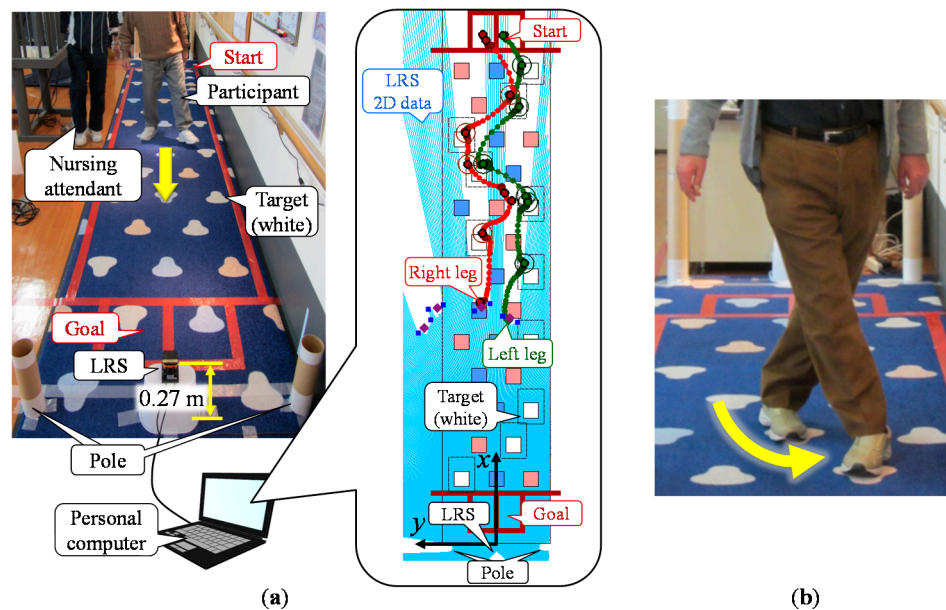 Start
Participant
Nursing
attendant
Target
(white)
Goal
LRS
0.27 m
Pole
Personal
computer
Start
LRS
2D data
Right leg
Left leg
Target
(white)
x
y
LRS
Goal
Pole
(a)
(b)